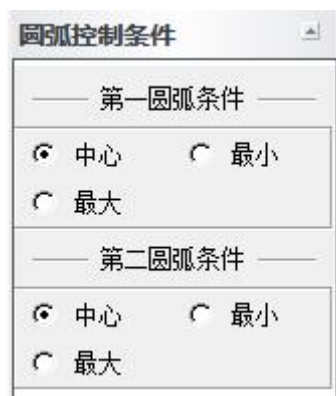 圆弧控制条件
第一圆弧条件
中心 最小
最大
第二圆弧条件
中心 最小
最大